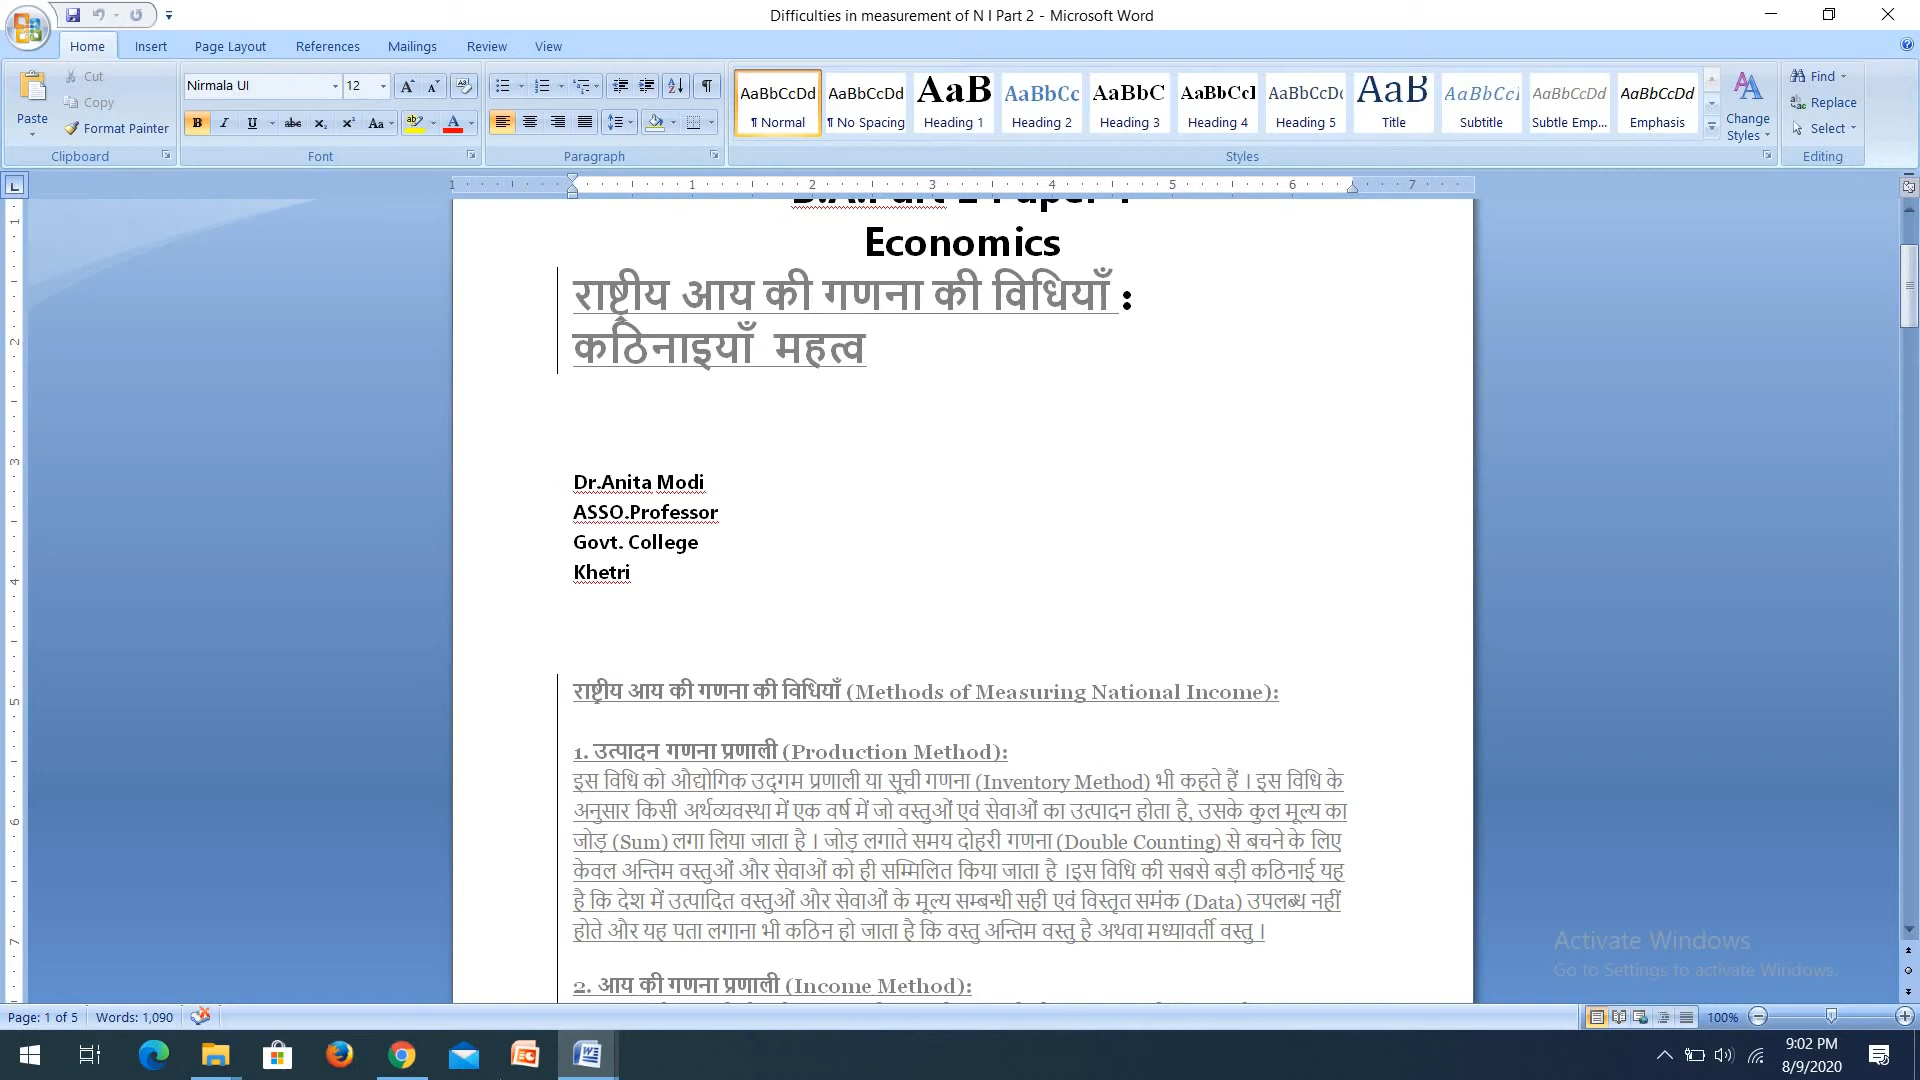 Difficulties in measurement of N I Part 2 - Microsoft Word
Home Insert Page Layout References Mailings Review View
Paste
Cut
Copy
Format Painter
Clipboard
Nirmala UI 12
Font
Paragraph
AaBbCcDd AaBbCcDd AaB AaBbCc AaBbC AaBbCcI AaBbCcDc AaB AaBbCcI AaBbCcDd AaBbCcDd
¶ Normal ¶ No Spacing Heading 1 Heading 2 Heading 3 Heading 4 Heading 5 Title Subtitle Subtle Emp... Emphasis
Styles
Change
Styles
Find
Replace
Select
Editing
1 1 2 3 4 5 6 7
Economics
राष्ट्रीय आय की गणना की विधियाँ :
कठिनाइयाँ महत्व
Dr.Anita Modi
ASSO.Professor
Govt. College
Khetri
राष्ट्रीय आय की गणना की विधियाँ (Methods of Measuring National Income):
1. उत्पादन गणना प्रणाली (Production Method):
इस विधि को औद्योगिक उद्गम प्रणाली या सूची गणना (Inventory Method) भी कहते हैं । इस विधि के
अनुसार किसी अर्थव्यवस्था में एक वर्ष में जो वस्तुओं एवं सेवाओं का उत्पादन होता है, उसके कुल मूल्य का
जोड़ (Sum) लगा लिया जाता है । जोड़ लगाते समय दोहरी गणना (Double Counting) से बचने के लिए
केवल अन्तिम वस्तुओं और सेवाओं को ही सम्मिलित किया जाता है ।इस विधि की सबसे बड़ी कठिनाई यह
है कि देश में उत्पादित वस्तुओं और सेवाओं के मूल्य सम्बन्धी सही एवं विस्तृत समंक (Data) उपलब्ध नहीं
होते और यह पता लगाना भी कठिन हो जाता है कि वस्तु अन्तिम वस्तु है अथवा मध्यावर्ती वस्तु ।
2. आय की गणना प्रणाली (Income Method):
Activate Windows
Go to Settings to activate Windows.
Page: 1 of 5 Words: 1,090 100%
9:02 PM
8/9/2020